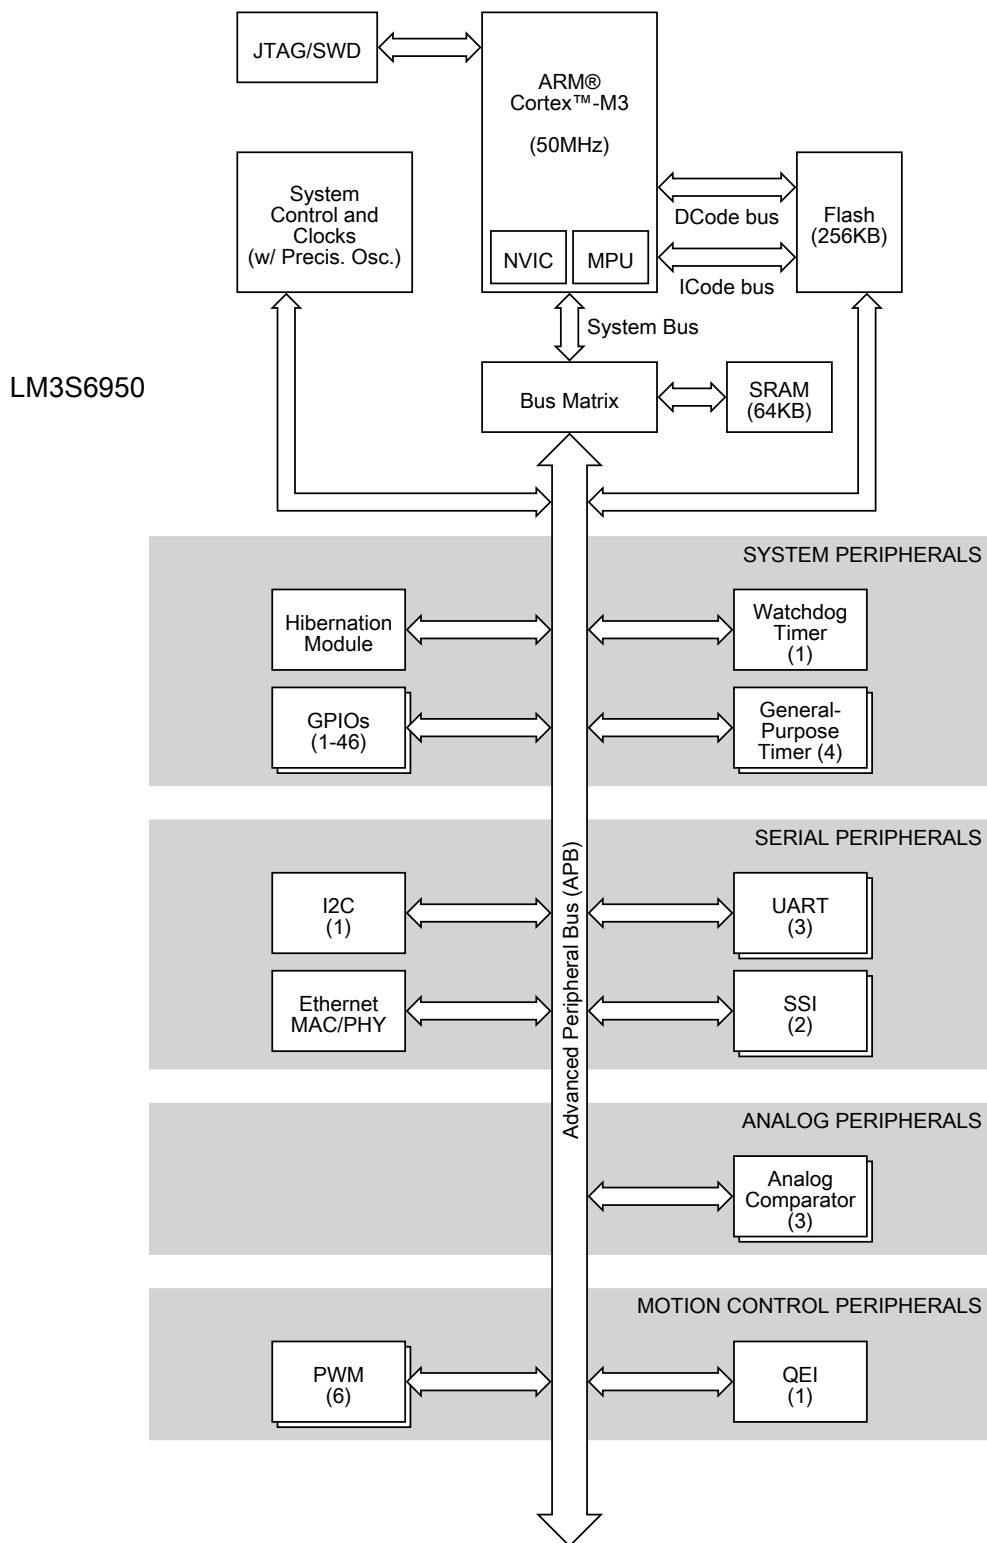 JTAG/SWD
ARM®
Cortex™-M3
(50MHz)
NVIC
MPU
System
Control and
Clocks
(w/ Precis. Osc.)
DCode bus
ICode bus
Flash
(256KB)
System Bus
LM3S6950
Bus Matrix
SRAM
(64KB)
SYSTEM PERIPHERALS
Hibernation
Module
Watchdog
Timer
(1)
GPIOs
(1-46)
General-
Purpose
Timer (4)
Advanced Peripheral Bus (APB)
SERIAL PERIPHERALS
I2C
(1)
UART
(3)
Ethernet
MAC/PHY
SSI
(2)
ANALOG PERIPHERALS
Analog
Comparator
(3)
MOTION CONTROL PERIPHERALS
PWM
(6)
QEI
(1)